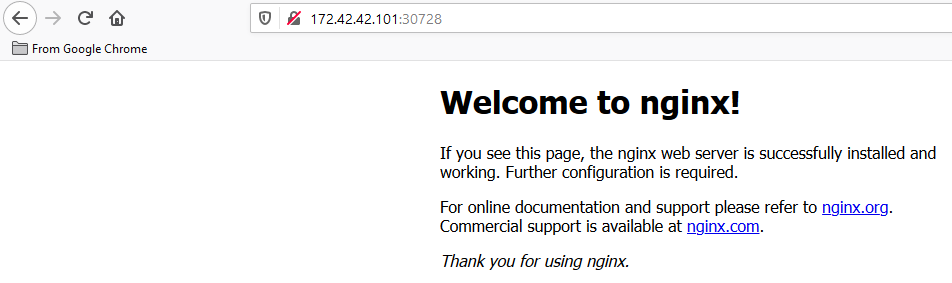 172.42.42.101:30728
From Google Chrome
Welcome to nginx!
If you see this page, the nginx web server is successfully installed and
working. Further configuration is required.
For online documentation and support please refer to nginx.org.
Commercial support is available at nginx.com.
Thank you for using nginx.